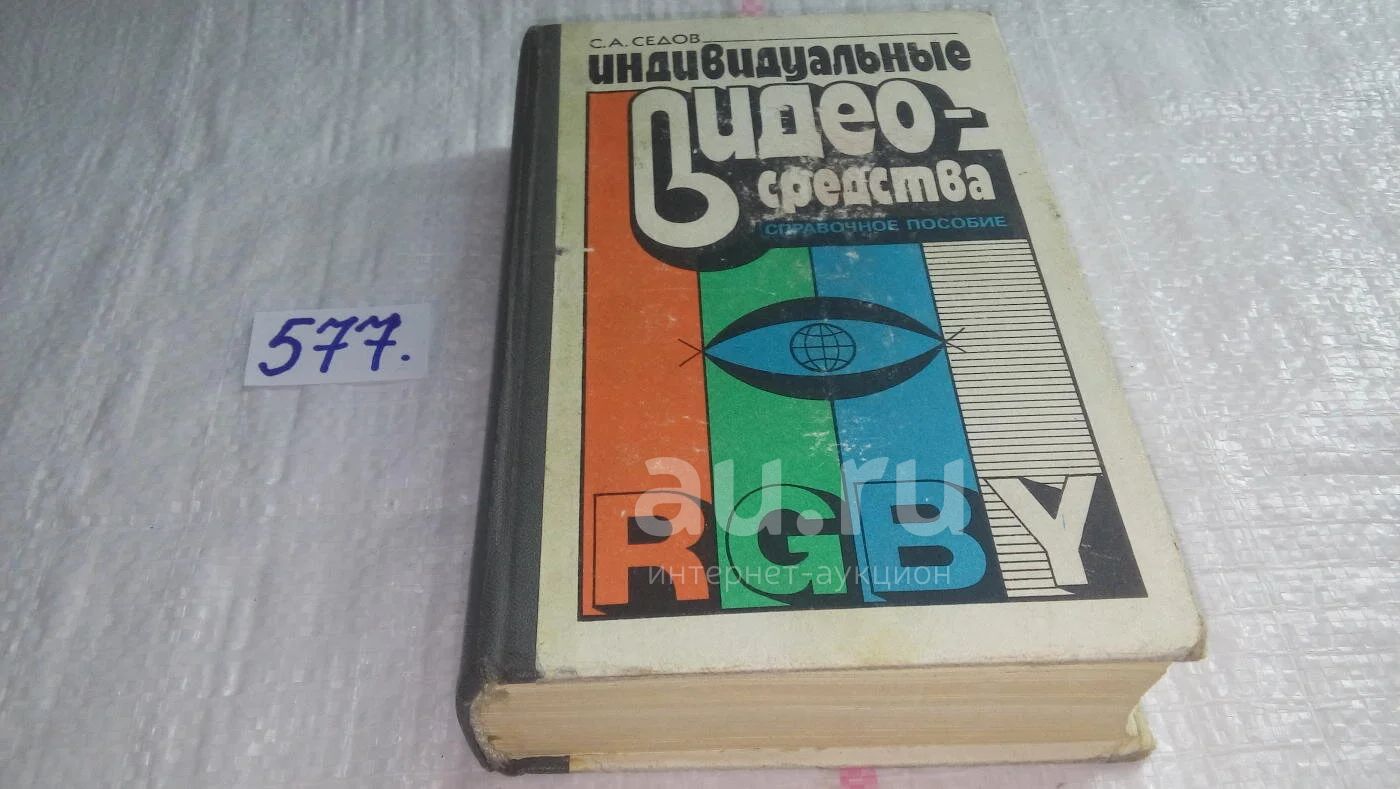 С.А.СЕДОВ
ИНДИВИДУАЛЬНЫЕ
ВИДЕО-
СРЕДСТВА
СПРАВОЧНОЕ ПОСОБИЕ
577.
RGBY
au.ru
интернет-аукцион